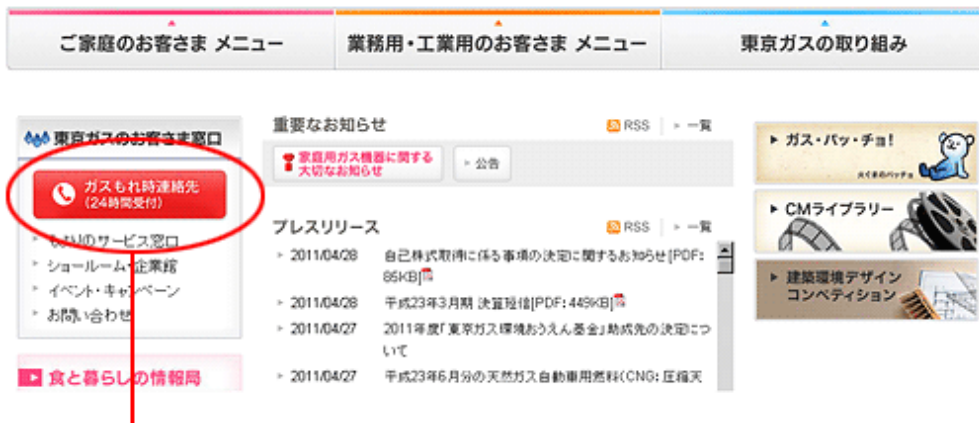 ご家庭のお客さま メニュー
業務用・工業用のお客さま メニュー
東京ガスの取り組み
東京ガスのお客さま窓口
ガスもれ時連絡先
(24時間受付)
もよりのサービス窓口
ショールーム・企業館
イベント・キャンペーン
お問い合わせ
食と暮らしの情報局
重要なお知らせ
RSS
一覧
家庭用ガス機器に関する
大切なお知らせ
公告
プレスリリース
RSS
一覧
2011/04/28 自己株式取得に係る事項の決定に関するお知らせ[PDF:
85KB]
2011/04/28 平成23年3月期 決算短信[PDF: 449KB]
2011/04/27 2011年度「東京ガス環境おうえん基金」助成先の決定につ
いて
2011/04/27 平成23年6月分の天然ガス自動車用燃料(CNG: 圧縮天
ガス・パッ・チョ!
火ぐまのパッチョ
CMライブラリー
建築環境デザイン
コンペティション